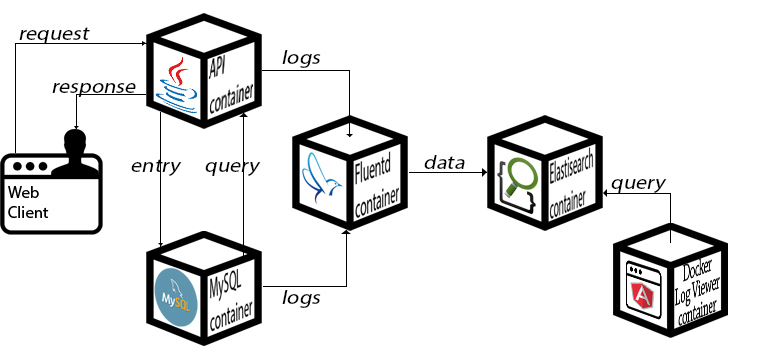 request
response
Web
Client
API
container
logs
entry
query
MySQL
MySQL
container
logs
Fluentd
container
data
Elastisearch
container
query
A
Docker
Log Viewer
container